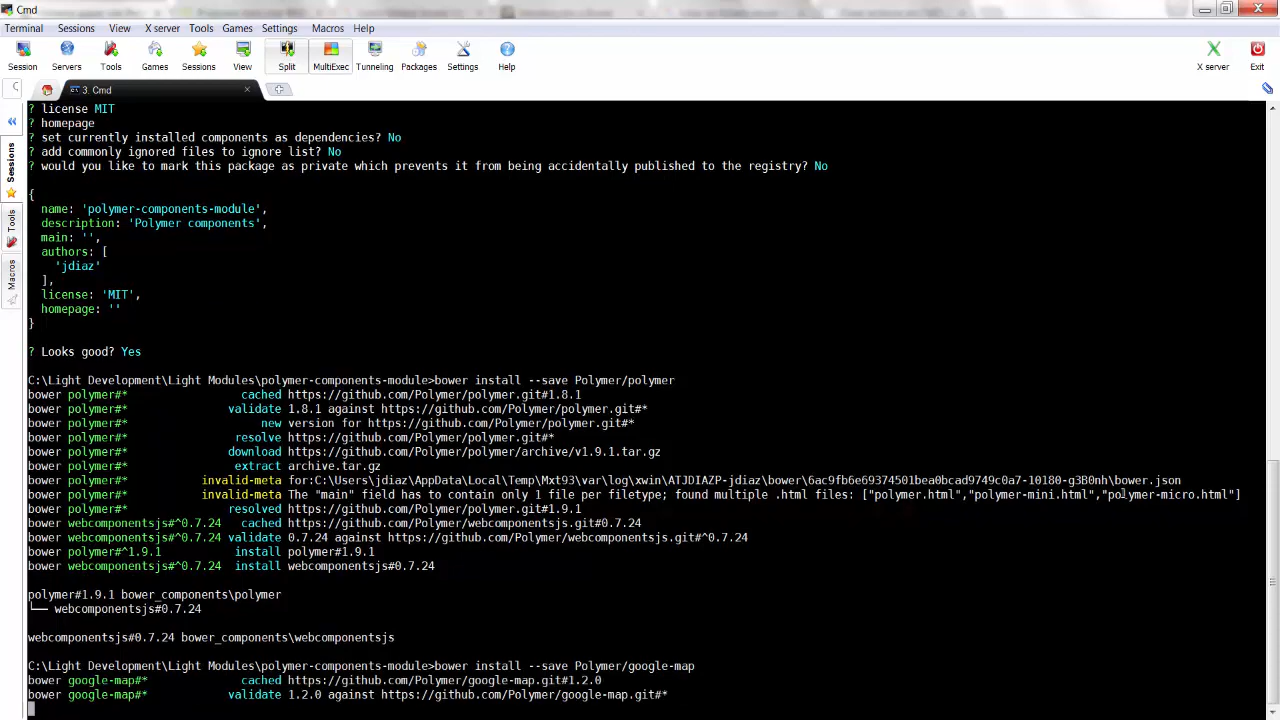 Cmd
Terminal Sessions View X server Tools Games Settings Macros Help
Session Servers Tools Games Sessions View Split MultiExec Tunneling Packages Settings Help X server Exit
3. Cmd
Sessions
Tools
Macros
? license MIT
? homepage
? set currently installed components as dependencies? No
? add commonly ignored files to ignore list? No
? would you like to mark this package as private which prevents it from being accidentally published to the registry? No
{
name: 'polymer-components-module',
description: 'Polymer components',
main: '',
authors: [
'jdiaz'
],
license: 'MIT',
homepage: ''
}
? Looks good? Yes
C:\Light Development\Light Modules\polymer-components-module>bower install --save Polymer/polymer
bower polymer#* cached https://github.com/Polymer/polymer.git#1.8.1
bower polymer#* validate 1.8.1 against https://github.com/Polymer/polymer.git#*
bower polymer#* new version for https://github.com/Polymer/polymer.git#*
bower polymer#* resolve https://github.com/Polymer/polymer.git#*
bower polymer#* download https://github.com/Polymer/polymer/archive/v1.9.1.tar.gz
bower polymer#* extract archive.tar.gz
bower polymer#* invalid-meta for:C:\Users\jdiaz\AppData\Local\Temp\Mxt93\var\log\xwin\ATJDIAZP-jdiaz\bower\6ac9fb6e69374501bea0bcad9749c0a7-10180-g3B0nh\bower.json
bower polymer#* invalid-meta The "main" field has to contain only 1 file per filetype; found multiple .html files: ["polymer.html","polymer-mini.html","polymer-micro.html"]
bower polymer#* resolved https://github.com/Polymer/polymer.git#1.9.1
bower webcomponentsjs#^0.7.24 cached https://github.com/Polymer/webcomponentsjs.git#0.7.24
bower webcomponentsjs#^0.7.24 validate 0.7.24 against https://github.com/Polymer/webcomponentsjs.git#^0.7.24
bower polymer#^1.9.1 install polymer#1.9.1
bower webcomponentsjs#^0.7.24 install webcomponentsjs#0.7.24
polymer#1.9.1 bower_components\polymer
└── webcomponentsjs#0.7.24
webcomponentsjs#0.7.24 bower_components\webcomponentsjs
C:\Light Development\Light Modules\polymer-components-module>bower install --save Polymer/google-map
bower google-map#* cached https://github.com/Polymer/google-map.git#1.2.0
bower google-map#* validate 1.2.0 against https://github.com/Polymer/google-map.git#*